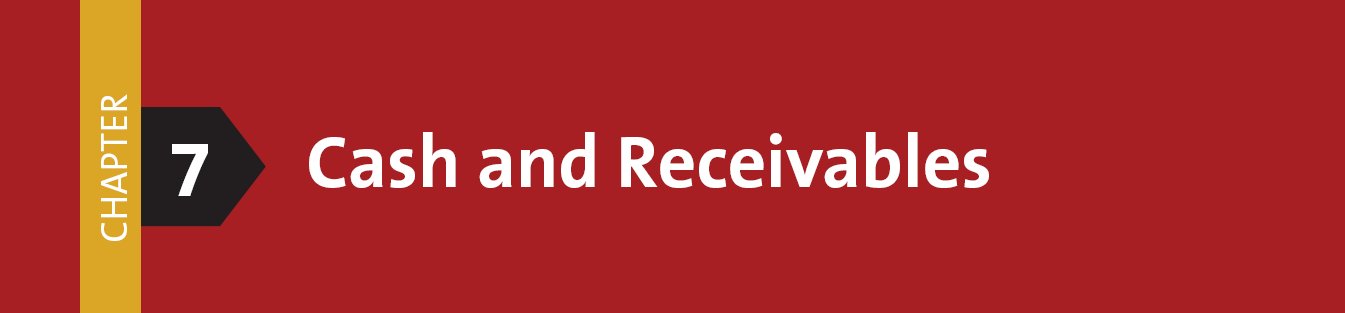 CHAPTER
7
Cash and Receivables